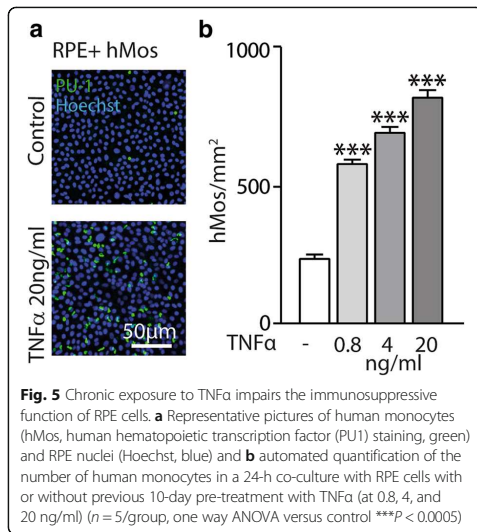 a
RPE+ hMos
PU-1
Hoechst
Control
TNFα 20ng/ml
50μm
b
1000
500
0
hMos/mm²
***
***
***
TNFα - 0.8 4 20
ng/ml
Fig. 5 Chronic exposure to TNFα impairs the immunosuppressive
function of RPE cells. a Representative pictures of human monocytes
(hMos, human hematopoietic transcription factor (PU1) staining, green)
and RPE nuclei (Hoechst, blue) and b automated quantification of the
number of human monocytes in a 24-h co-culture with RPE cells with
or without previous 10-day pre-treatment with TNFα (at 0.8, 4, and
20 ng/ml) (n = 5/group, one way ANOVA versus control ***P < 0.0005)